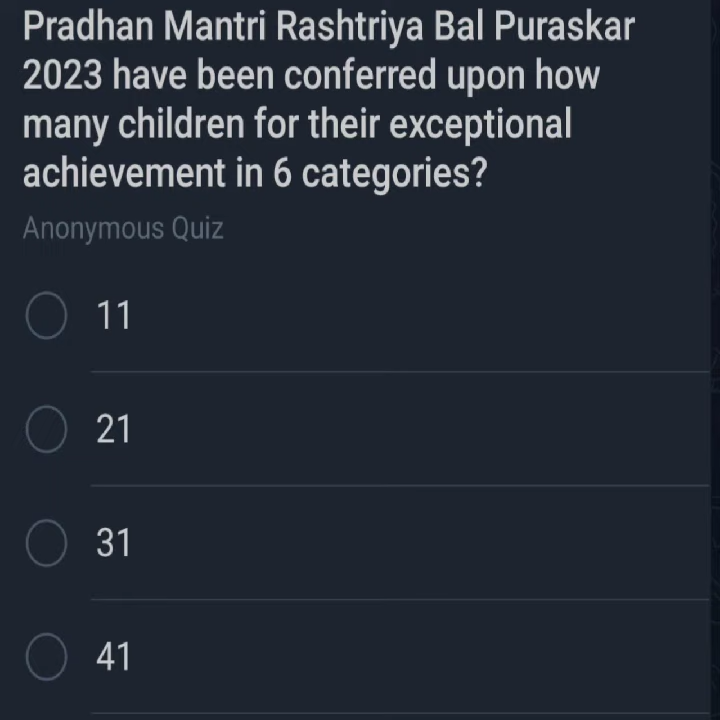 Pradhan Mantri Rashtriya Bal Puraskar
2023 have been conferred upon how
many children for their exceptional
achievement in 6 categories?
Anonymous Quiz
11
21
31
41